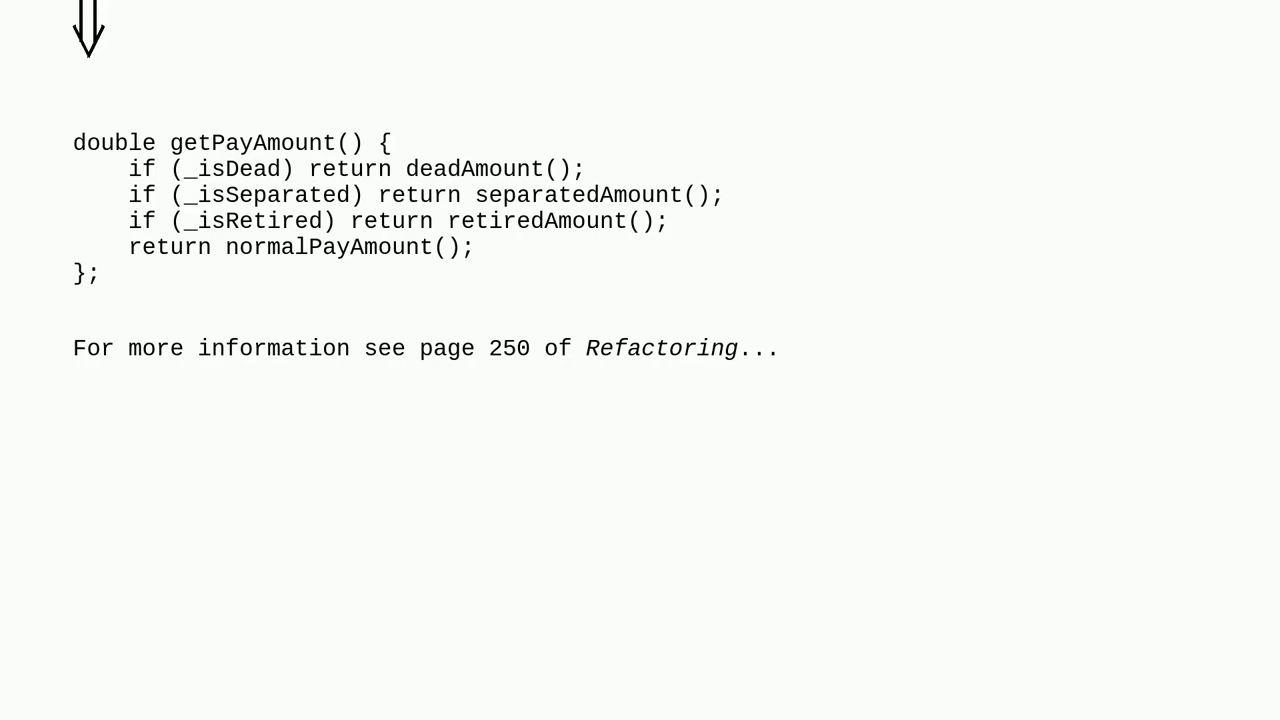 double getPayAmount() {
    if (_isDead) return deadAmount();
    if (_isSeparated) return separatedAmount();
    if (_isRetired) return retiredAmount();
    return normalPayAmount();
};
For more information see page 250 of Refactoring...